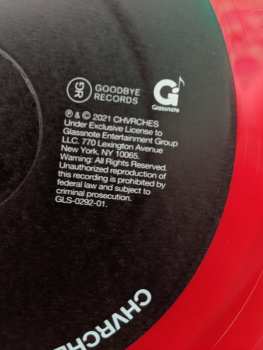 GR
GOODBYE
RECORDS
G
Glassnote
℗ & © 2021 CHVRCHES
Under Exclusive License to
Glassnote Entertainment Group
LLC. 770 Lexington Avenue
New York, NY 10065.
Warning: All Rights Reserved.
Unauthorized reproduction of
this recording is prohibited by
federal law and subject to
criminal prosecution.
GLS-0292-01.
CHVRCHES